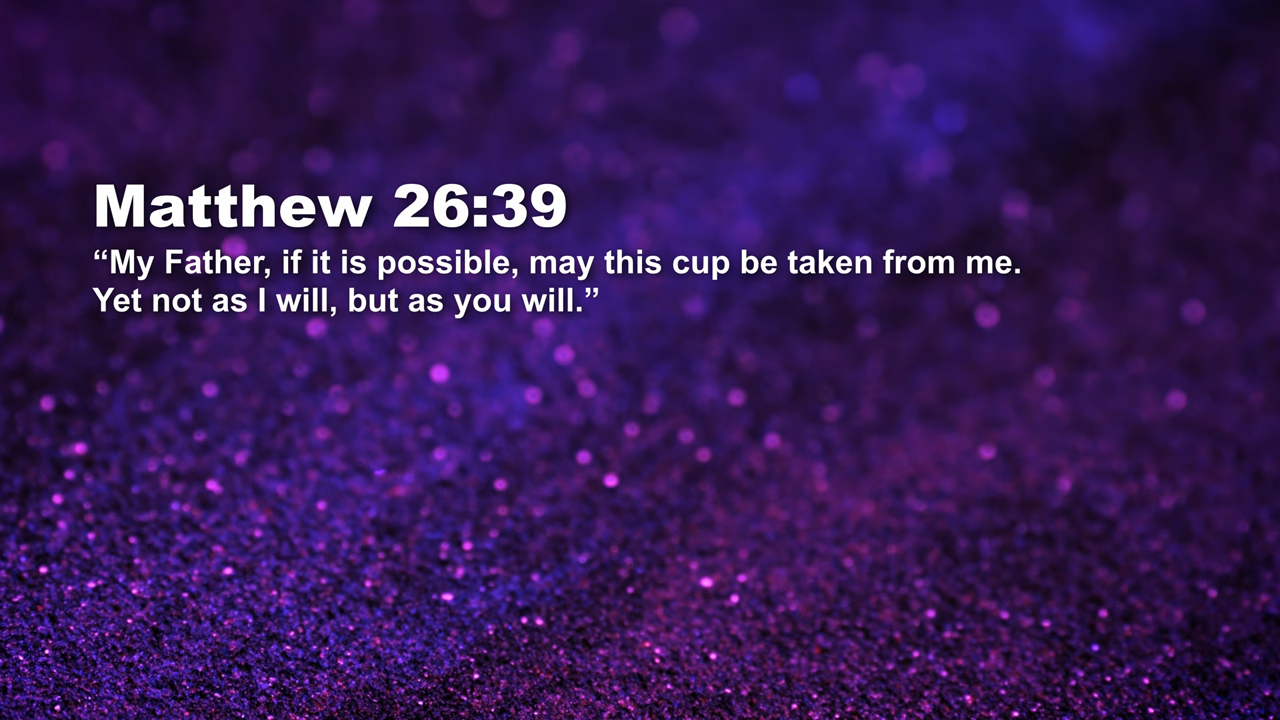 Matthew 26:39
“My Father, if it is possible, may this cup be taken from me.
Yet not as I will, but as you will.”